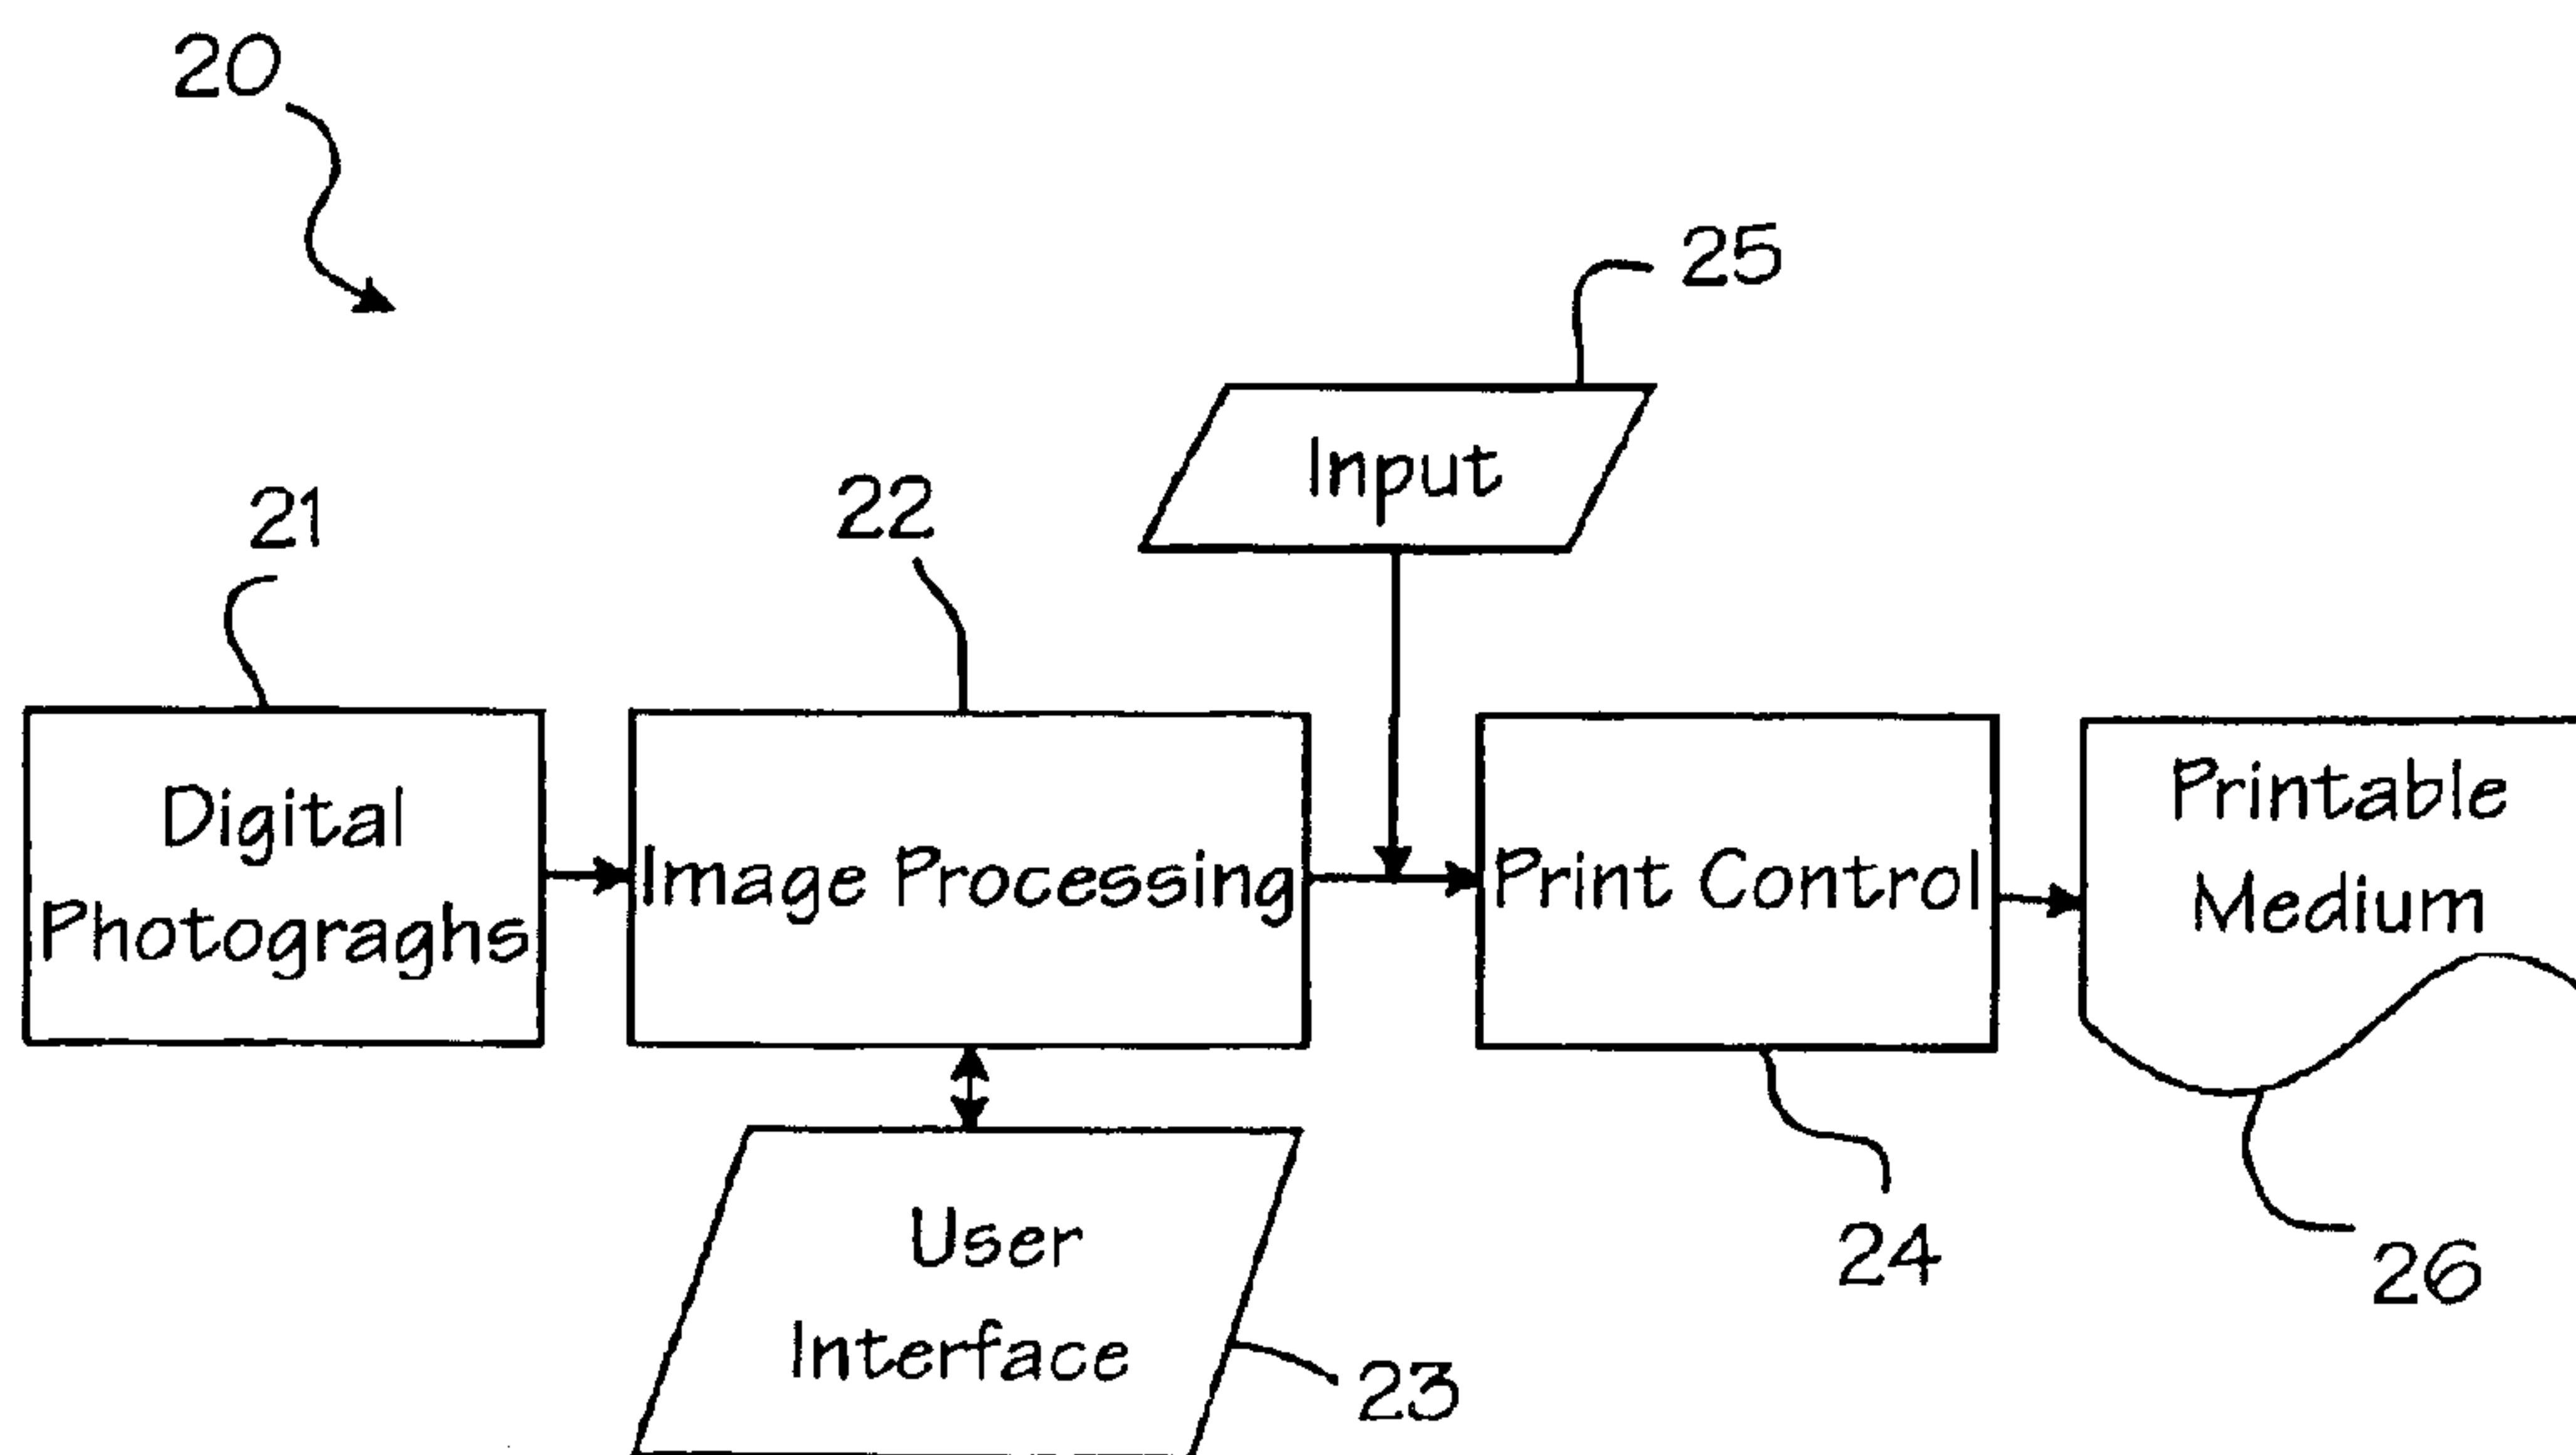 20
25
Input
21
22
Digital
Photograghs
Image Processing
Print Control
Printable
Medium
User
Interface
24
26
23